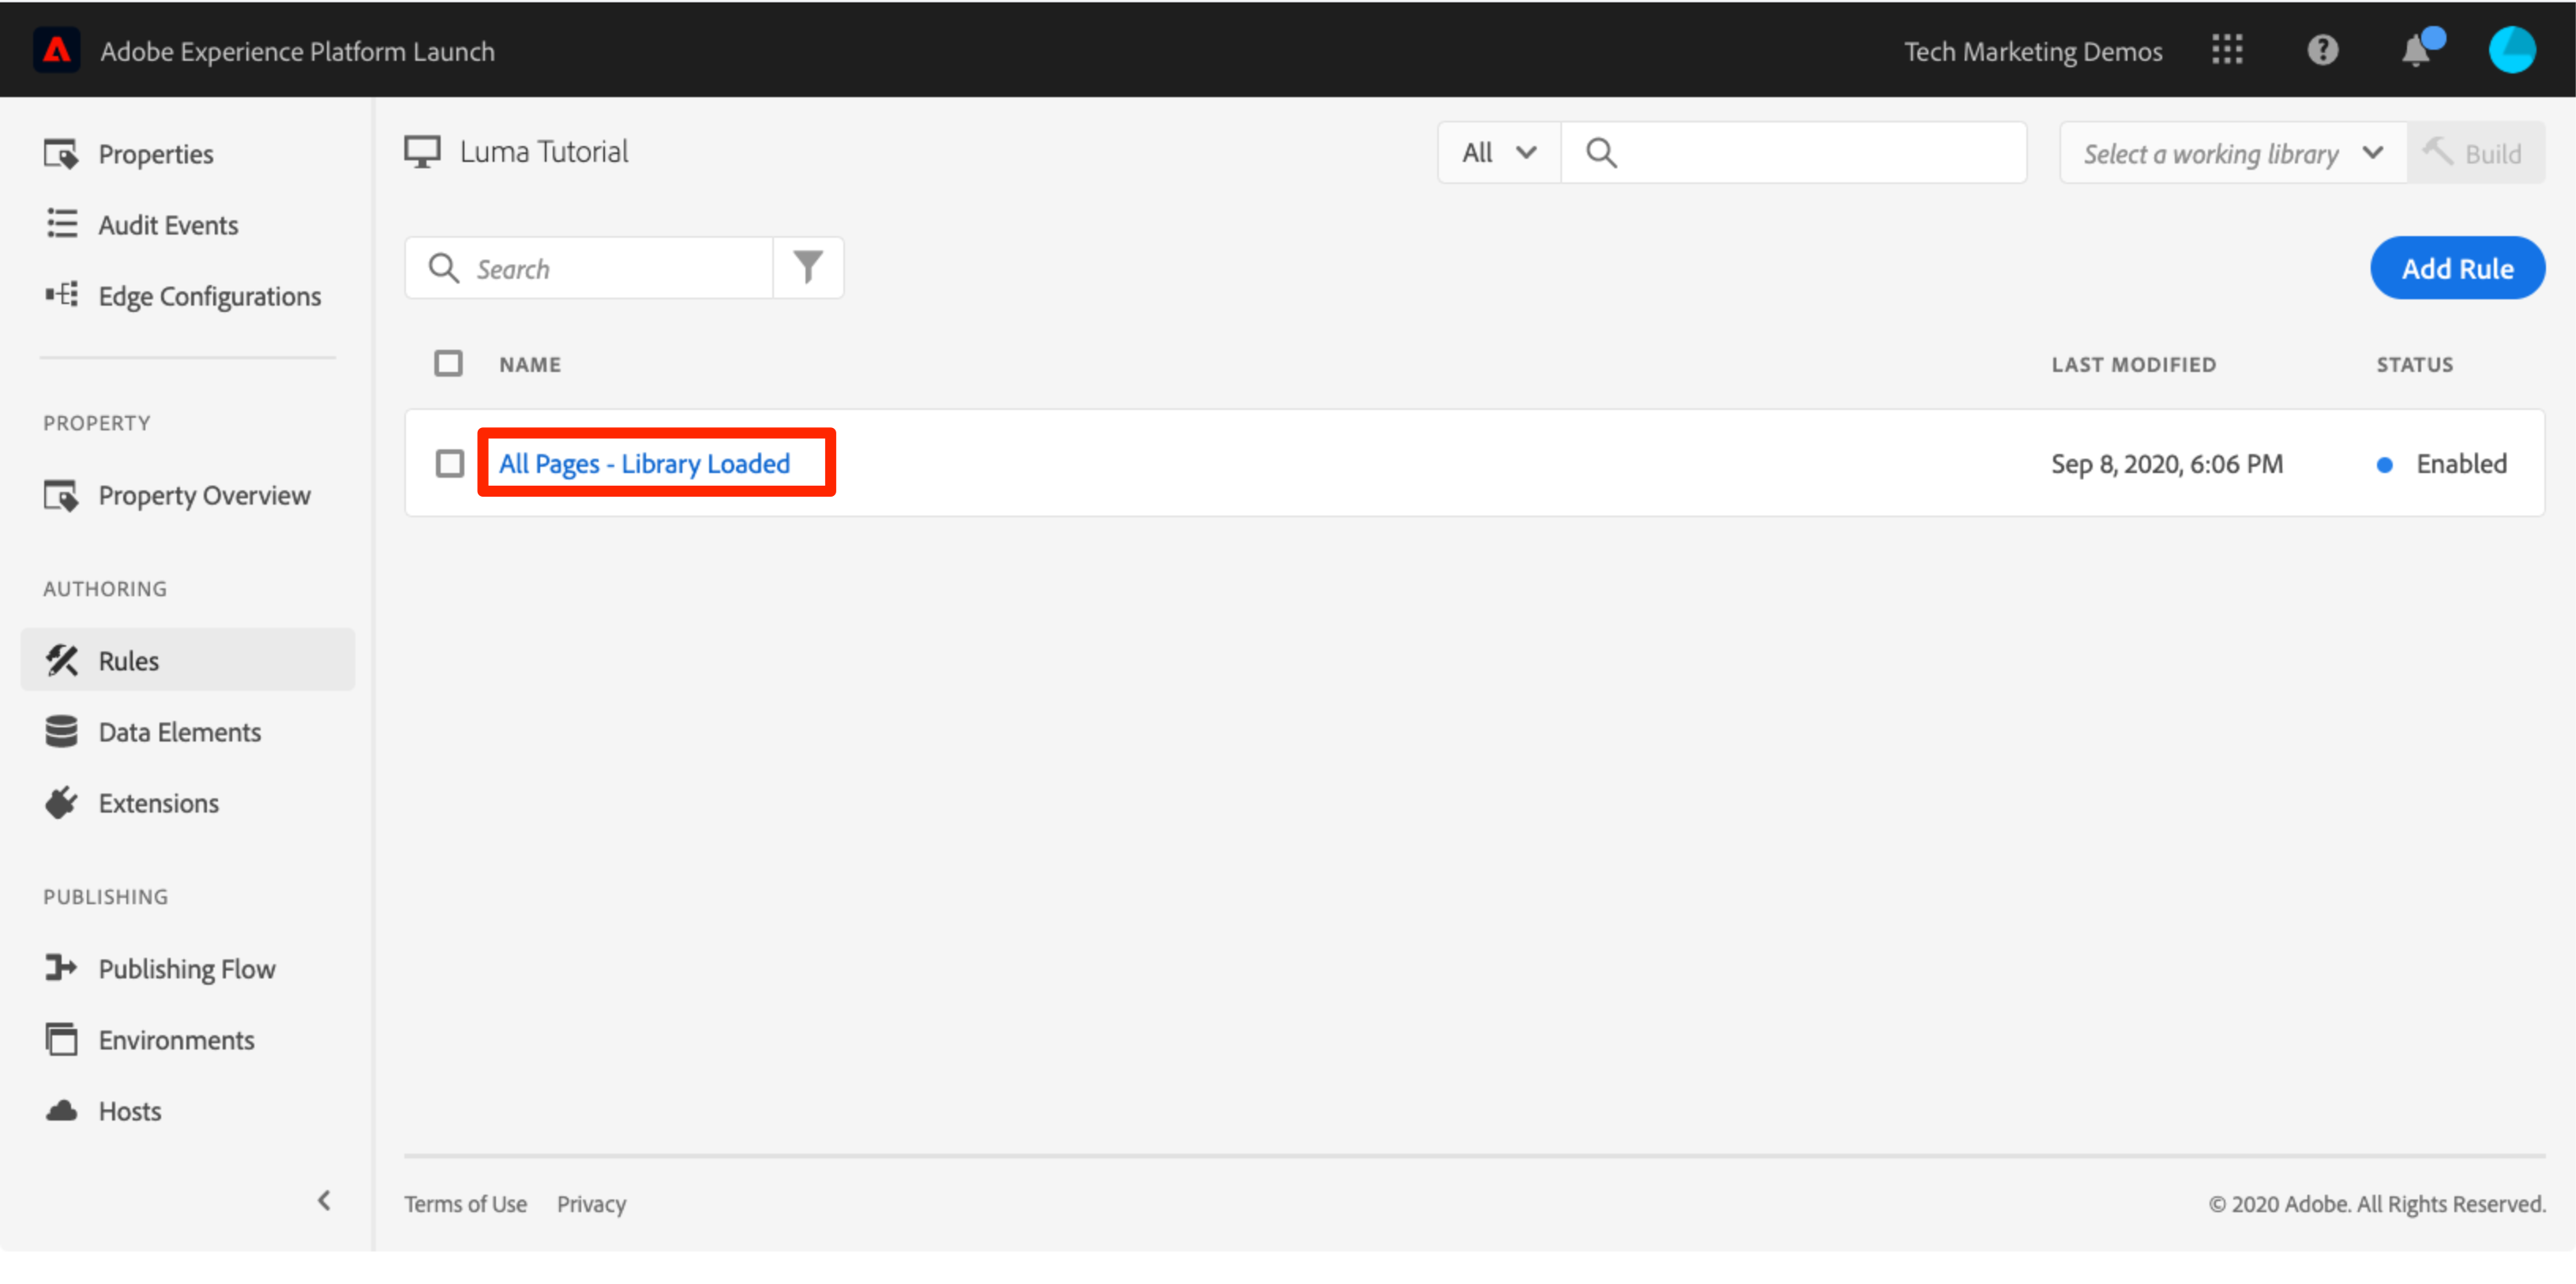 Adobe Experience Platform Launch
Tech Marketing Demos
Properties
Audit Events
Edge Configurations
PROPERTY
Property Overview
AUTHORING
Rules
Data Elements
Extensions
PUBLISHING
Publishing Flow
Environments
Hosts
Luma Tutorial
All
Select a working library
Build
Search
Add Rule
NAME LAST MODIFIED STATUS
All Pages - Library Loaded Sep 8, 2020, 6:06 PM Enabled
Terms of Use Privacy
© 2020 Adobe. All Rights Reserved.